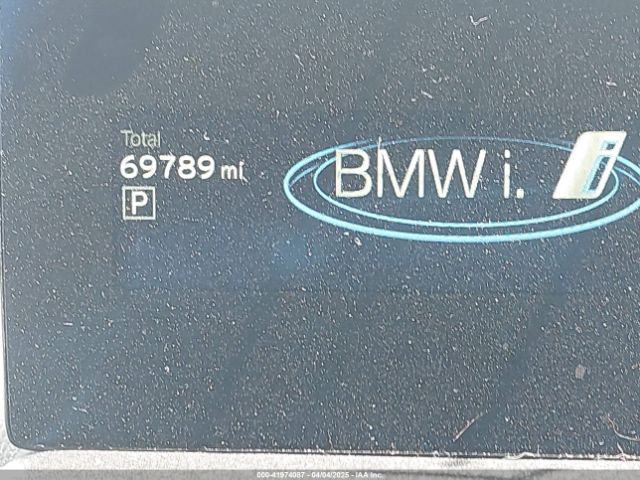 Total
69789 mi
P
BMW i. i
000-41974087 - 04/04/2025 - IAA Inc.